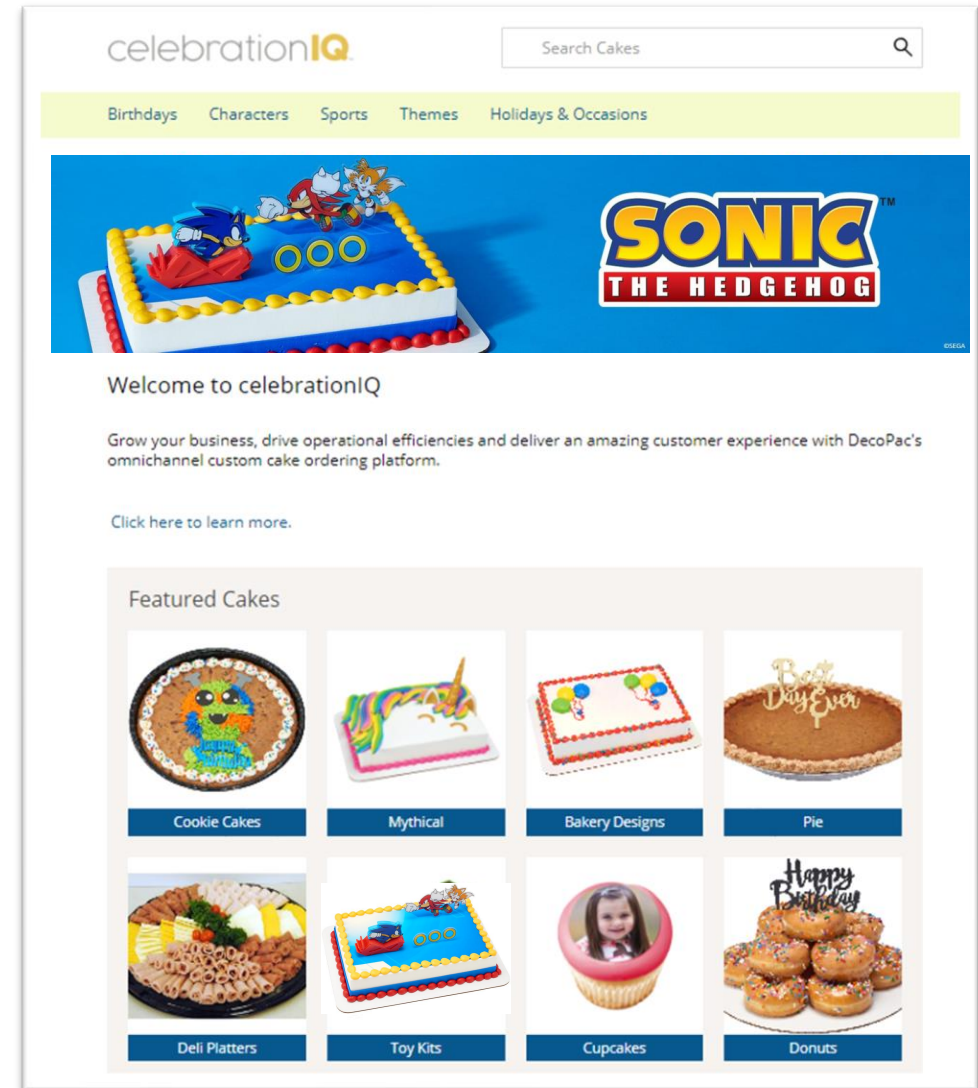 celebrationIQ
Search Cakes
Birthdays Characters Sports Themes Holidays & Occasions
SONIC™
THE HEDGEHOG
©SEGA
Welcome to celebrationIQ
Grow your business, drive operational efficiencies and deliver an amazing customer experience with DecoPac's
omnichannel custom cake ordering platform.
Click here to learn more.
Featured Cakes
Best
Day Ever
Cookie Cakes Mythical Bakery Designs Pie
Happy
Birthday
Deli Platters Toy Kits Cupcakes Donuts